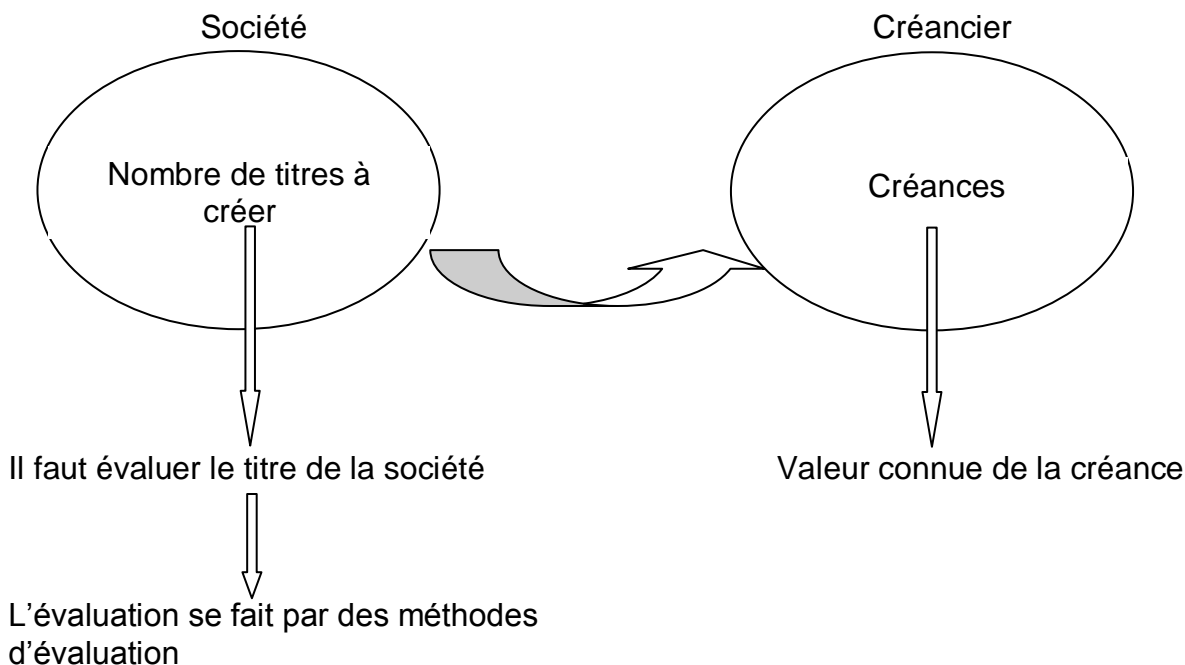 Société
Créancier
Nombre de titres à
créer
Créances
Il faut évaluer le titre de la société
Valeur connue de la créance
L’évaluation se fait par des méthodes
d’évaluation